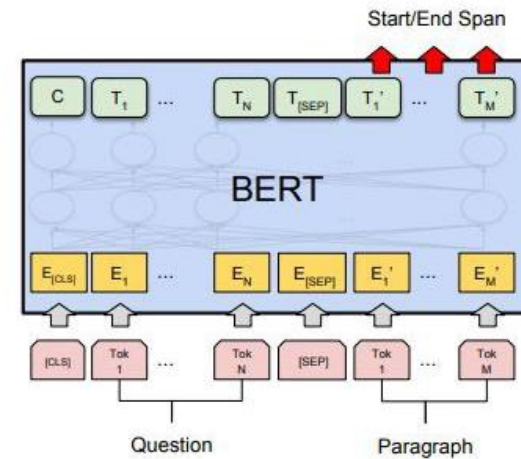 Start/End Span
C T1 ... TN T[SEP] T1' ... TM'
BERT
E[CLS] E1 ... EN E[SEP] E1' ... EM'
[CLS] Tok 1 ... Tok N [SEP] Tok 1 ... Tok M
Question Paragraph